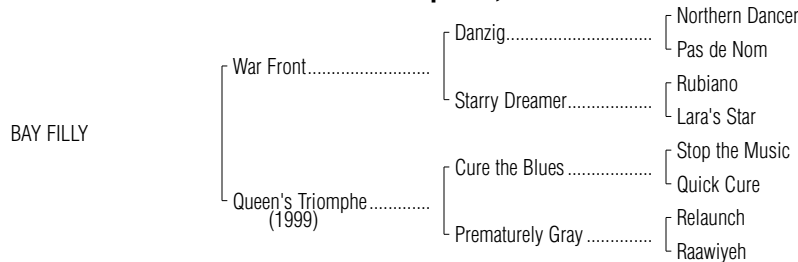 Northern Dancer
Danzig
Pas de Nom
War Front
Rubiano
Starry Dreamer
Lara's Star
BAY FILLY
Stop the Music
Cure the Blues
Quick Cure
Queen's Triomphe
(1999)
Relaunch
Prematurely Gray
Raawiyeh